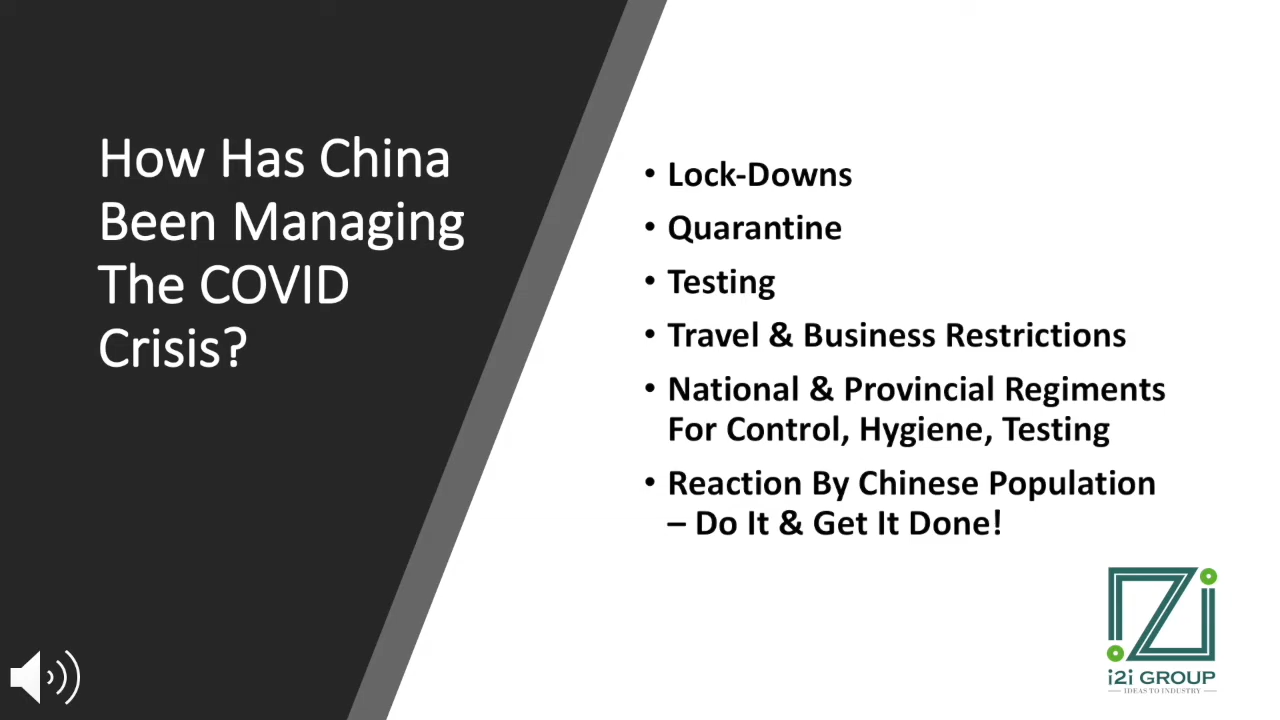 How Has China
Been Managing
The COVID
Crisis?
• Lock-Downs
• Quarantine
• Testing
• Travel & Business Restrictions
• National & Provincial Regiments
For Control, Hygiene, Testing
• Reaction By Chinese Population
– Do It & Get It Done!
i2i GROUP
IDEAS TO INDUSTRY